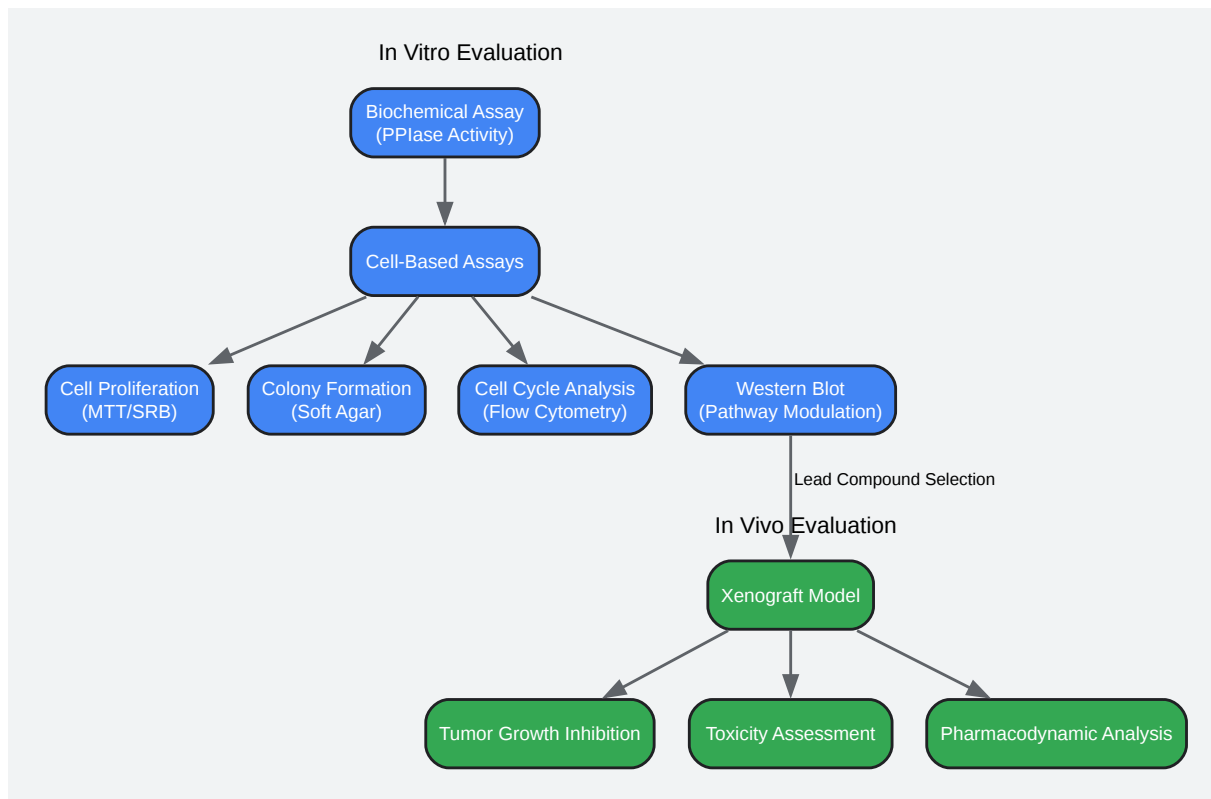 In Vitro Evaluation
Biochemical Assay
(PPIase Activity)
Cell-Based Assays
Cell Proliferation
(MTT/SRB)
Colony Formation
(Soft Agar)
Cell Cycle Analysis
(Flow Cytometry)
Western Blot
(Pathway Modulation)
Lead Compound Selection
In Vivo Evaluation
Xenograft Model
Tumor Growth Inhibition
Toxicity Assessment
Pharmacodynamic Analysis